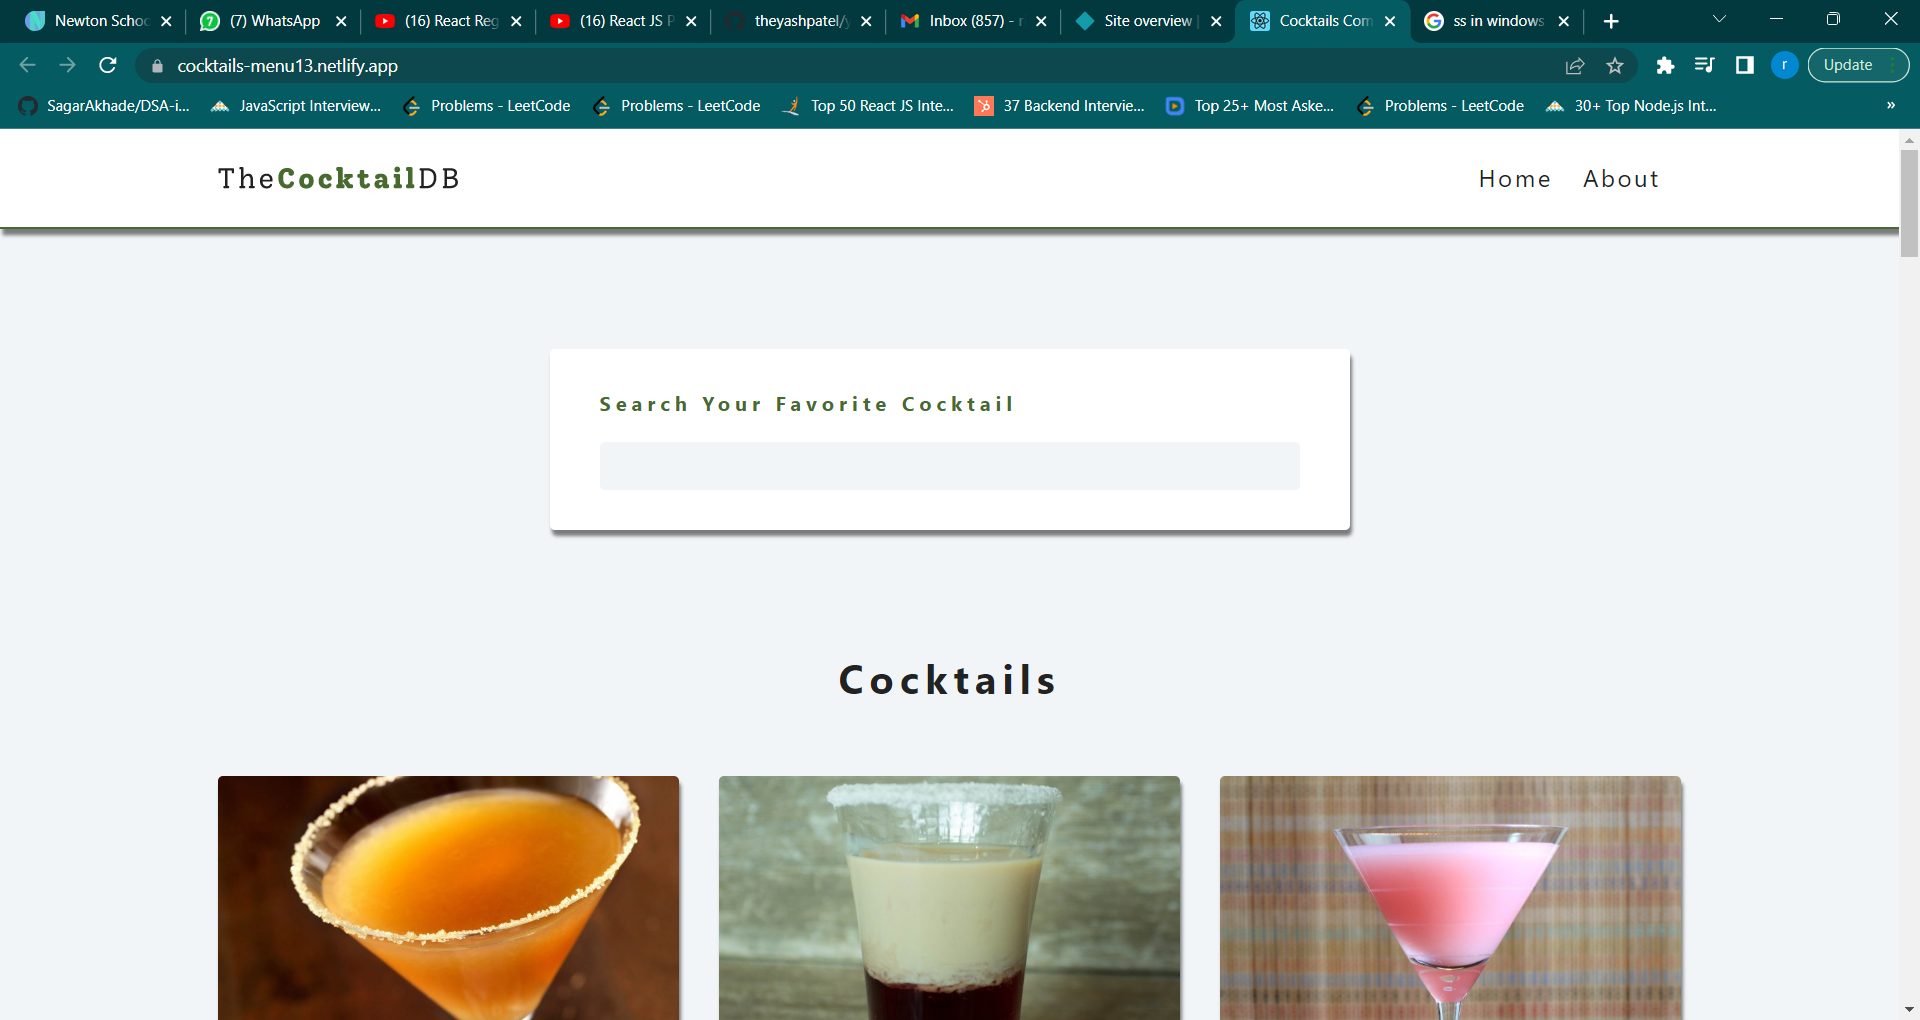 Newton Schoo
(7) WhatsApp
(16) React Reg
(16) React JS P
theyashpatel/y
Inbox (857) - r
Site overview |
Cocktails Com
ss in windows
cocktails-menu13.netlify.app
r
Update
SagarAkhade/DSA-i...
JavaScript Interview...
Problems - LeetCode
Problems - LeetCode
Top 50 React JS Inte...
37 Backend Intervie...
Top 25+ Most Aske...
Problems - LeetCode
30+ Top Node.js Int...
»
TheCocktailDB
Home
About
Search Your Favorite Cocktail
Cocktails